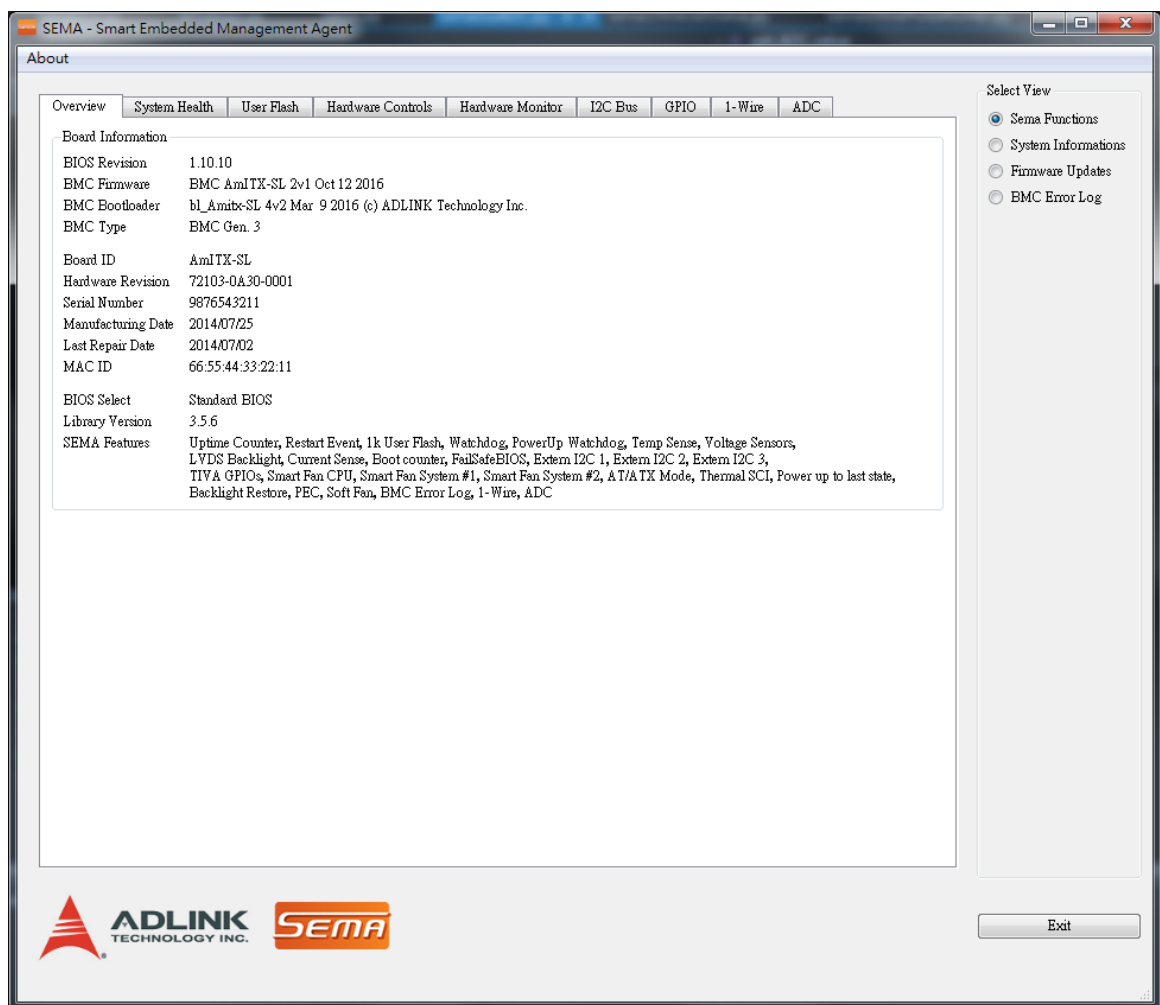 SEMA - Smart Embedded Management Agent
About
Overview System Health User Flash Hardware Controls Hardware Monitor I2C Bus GPIO 1-Wire ADC
Board Information
BIOS Revision 1.10.10
BMC Firmware BMC AmITX-SL 2v1 Oct 12 2016
BMC Bootloader bl_Amitx-SL 4v2 Mar 9 2016 (c) ADLINK Technology Inc.
BMC Type BMC Gen. 3
Board ID AmITX-SL
Hardware Revision 72103-0A30-0001
Serial Number 9876543211
Manufacturing Date 2014/07/25
Last Repair Date 2014/07/02
MAC ID 66:55:44:33:22:11
BIOS Select Standard BIOS
Library Version 3.5.6
SEMA Features Uptime Counter, Restart Event, 1k User Flash, Watchdog, PowerUp Watchdog, Temp Sense, Voltage Sensors,
LVDS Backlight, Current Sense, Boot counter, FailSafeBIOS, Extern I2C 1, Extern I2C 2, Extern I2C 3,
TIVA GPIOs, Smart Fan CPU, Smart Fan System #1, Smart Fan System #2, AT/ATX Mode, Thermal SCI, Power up to last state,
Backlight Restore, PEC, Soft Fan, BMC Error Log, 1-Wire, ADC
Select View
Sema Functions
System Informations
Firmware Updates
BMC Error Log
ADLINK
TECHNOLOGY INC.
SEMA
Exit